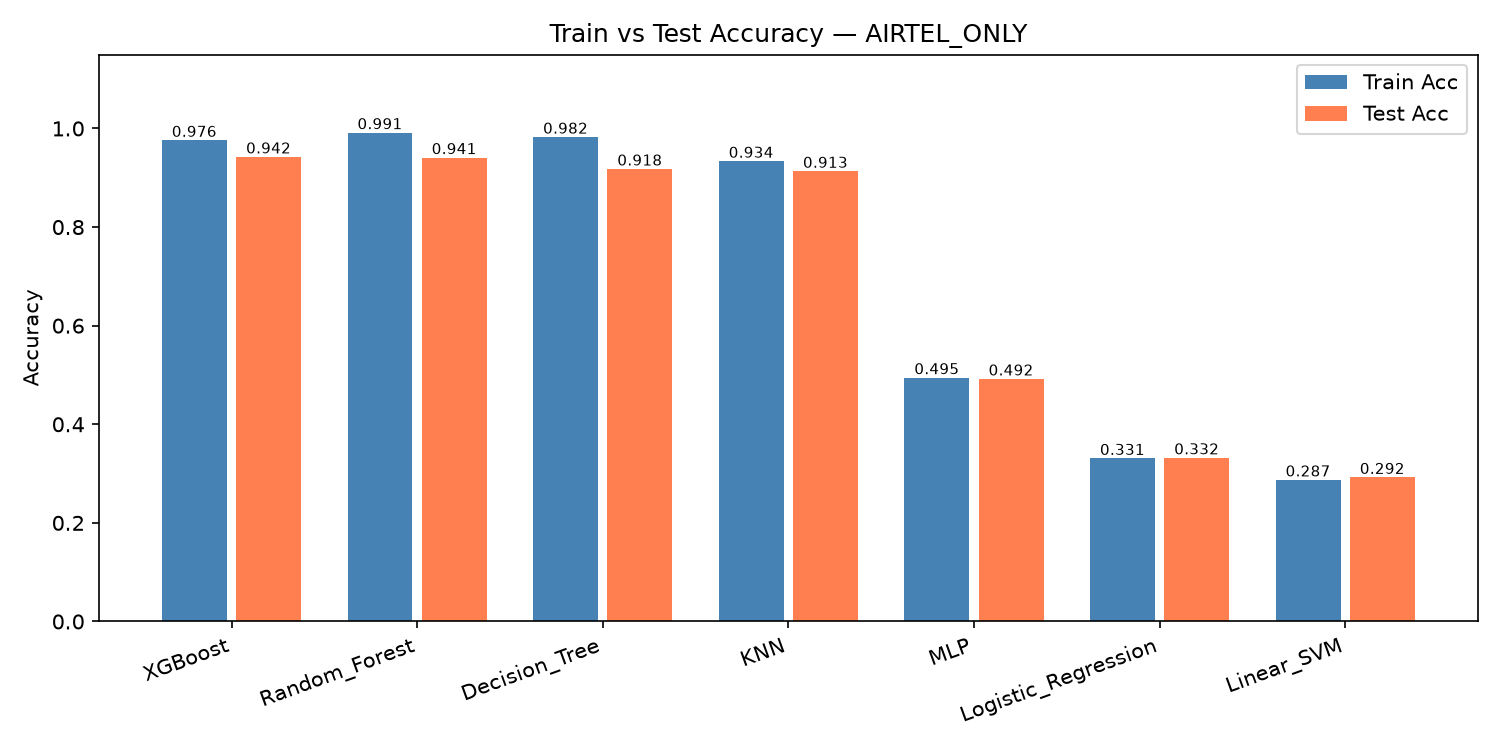 Train vs Test Accuracy — AIRTEL_ONLY
Train Acc
Test Acc
Accuracy
1.0
0.8
0.6
0.4
0.2
0.0
0.976
0.942
0.991
0.941
0.982
0.918
0.934
0.913
0.495
0.492
0.331
0.332
0.287
0.292
XGBoost
Random_Forest
Decision_Tree
KNN
MLP
Logistic_Regression
Linear_SVM